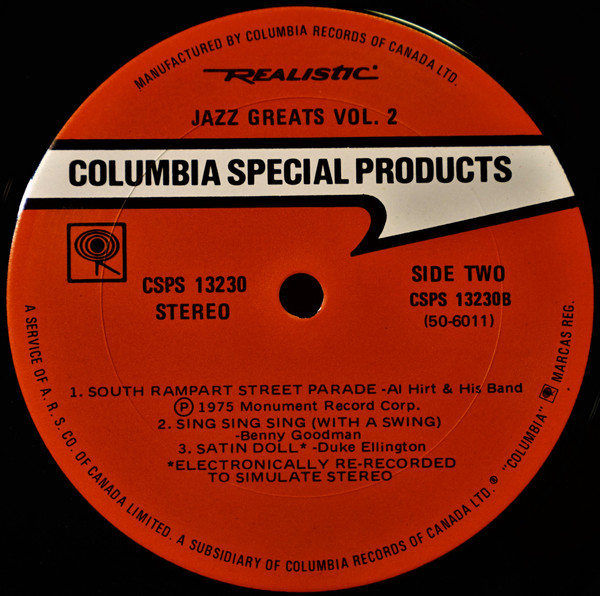 MANUFACTURED BY COLUMBIA RECORDS OF CANADA LTD.
REALISTIC
JAZZ GREATS VOL. 2
COLUMBIA SPECIAL PRODUCTS
CSPS 13230
STEREO
SIDE TWO
CSPS 13230B
(50-6011)
1. SOUTH RAMPART STREET PARADE -Al Hirt & His Band
Ⓟ 1975 Monument Record Corp.
2. SING SING SING (WITH A SWING)
-Benny Goodman
3. SATIN DOLL* -Duke Ellington
*ELECTRONICALLY RE-RECORDED
TO SIMULATE STEREO
A SERVICE OF A. R. S. CO. OF CANADA LIMITED. A SUBSIDIARY OF COLUMBIA RECORDS OF CANADA LTD.® "COLUMBIA" MARCAS REG.